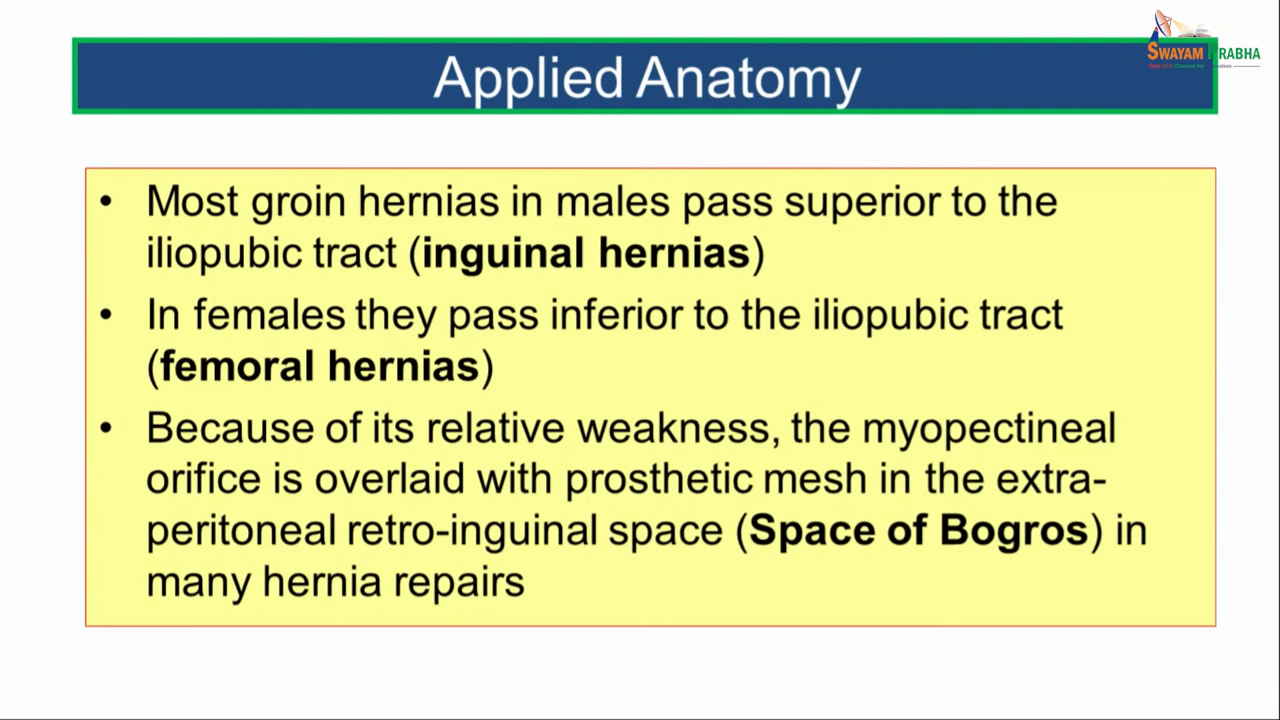 SWAYAM PRABHA
Applied Anatomy
• Most groin hernias in males pass superior to the
iliopubic tract (inguinal hernias)
• In females they pass inferior to the iliopubic tract
(femoral hernias)
• Because of its relative weakness, the myopectineal
orifice is overlaid with prosthetic mesh in the extra-
peritoneal retro-inguinal space (Space of Bogros) in
many hernia repairs